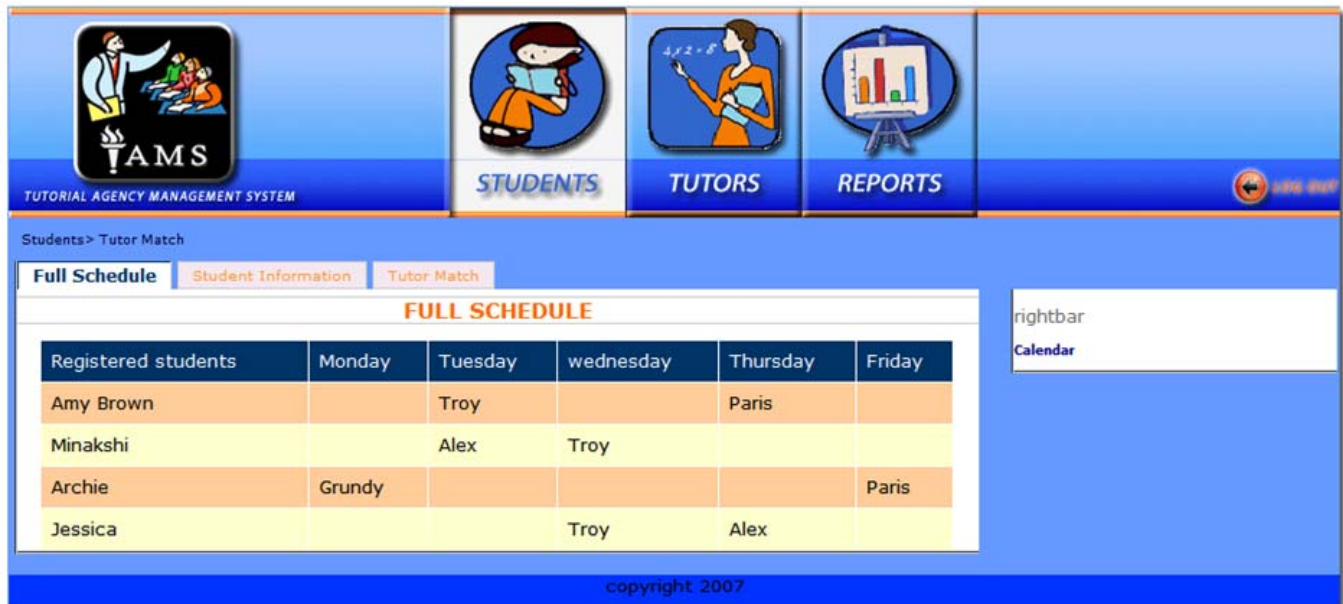 4 x 2 = 8
TAMS
TUTORIAL AGENCY MANAGEMENT SYSTEM
STUDENTS TUTORS REPORTS
LOG OUT
Students> Tutor Match
Full Schedule Student Information Tutor Match
FULL SCHEDULE
Registered students Monday Tuesday wednesday Thursday Friday
Amy Brown Troy Paris
Minakshi Alex Troy
Archie Grundy Paris
Jessica Troy Alex
rightbar
Calendar
copyright 2007